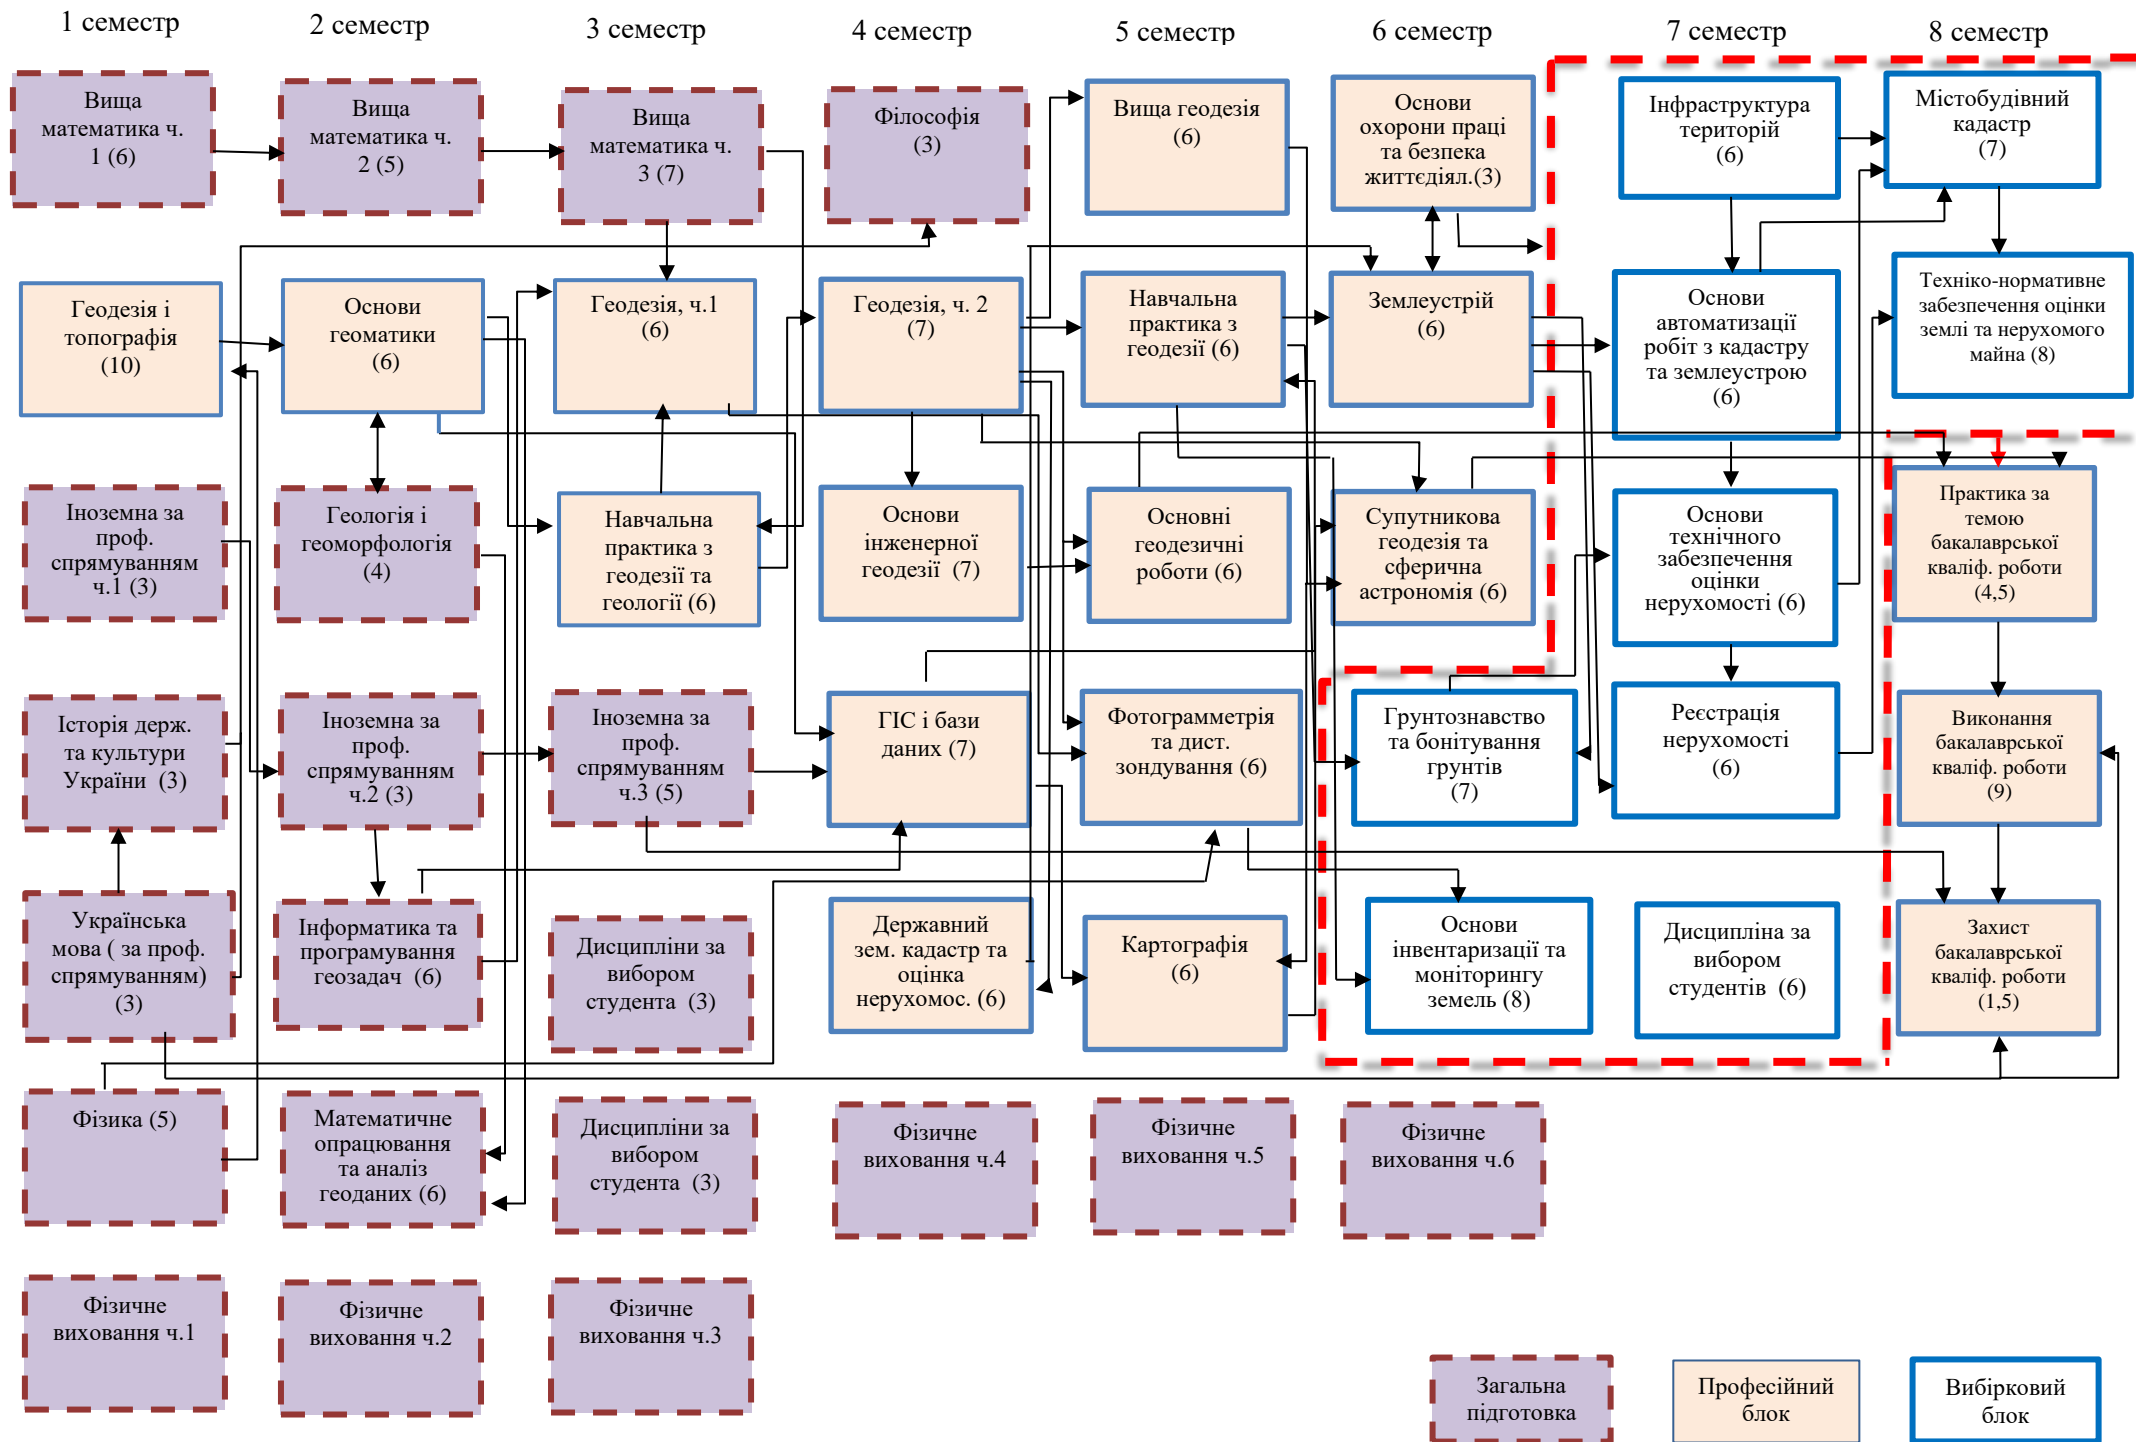 1 семестр
2 семестр
3 семестр
4 семестр
5 семестр
6 семестр
7 семестр
8 семестр
Вища
математика ч.
1 (6)
Вища
математика ч.
2 (5)
Вища
математика ч.
3 (7)
Філософія
(3)
Вища геодезія
(6)
Основи
охорони праці
та безпека
життєдіял.(3)
Інфраструктура
територій
(6)
Містобудівний
кадастр
(7)
Геодезія і
топографія
(10)
Основи
геоматики
(6)
Геодезія, ч.1
(6)
Геодезія, ч. 2
(7)
Навчальна
практика з
геодезії (6)
Землеустрій
(6)
Основи
автоматизації
робіт з кадастру
та землеустрою
(6)
Техніко-нормативне
забезпечення оцінки
землі та нерухомого
майна (8)
Іноземна за
проф.
спрямуванням
ч.1 (3)
Геологія і
геоморфологія
(4)
Навчальна
практика з
геодезії та
геології (6)
Основи
інженерної
геодезії (7)
Основні
геодезичні
роботи (6)
Супутникова
геодезія та
сферична
астрономія (6)
Основи
технічного
забезпечення
оцінки
нерухомості (6)
Практика за
темою
бакалаврської
кваліф. роботи
(4,5)
Історія держ.
та культури
України (3)
Іноземна за
проф.
спрямуванням
ч.2 (3)
Іноземна за
проф.
спрямуванням
ч.3 (5)
ГІС і бази
даних (7)
Фотограмметрія
та дист.
зондування (6)
Грунтознавство
та бонітування
грунтів
(7)
Реєстрація
нерухомості
(6)
Виконання
бакалаврської
кваліф. роботи
(9)
Українська
мова ( за проф.
спрямуванням)
(3)
Інформатика та
програмування
геозадач (6)
Дисципліни за
вибором
студента (3)
Державний
зем. кадастр та
оцінка
нерухомос. (6)
Картографія
(6)
Основи
інвентаризації та
моніторингу
земель (8)
Дисципліна за
вибором
студентів (6)
Захист
бакалаврської
кваліф. роботи
(1,5)
Фізика (5)
Математичне
опрацювання
та аналіз
геоданих (6)
Дисципліни за
вибором
студента (3)
Фізичне
виховання ч.4
Фізичне
виховання ч.5
Фізичне
виховання ч.6
Фізичне
виховання ч.1
Фізичне
виховання ч.2
Фізичне
виховання ч.3
Загальна
підготовка
Професійний
блок
Вибірковий
блок